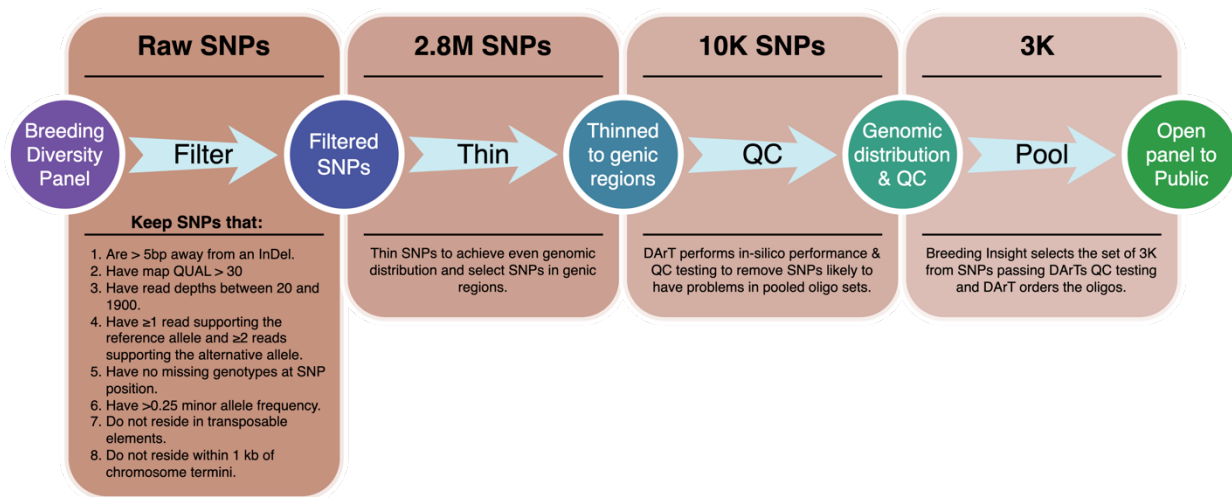 Raw SNPs
2.8M SNPs
10K SNPs
3K
Breeding
Diversity
Panel
Filter
Filtered
SNPs
Thin
Thinned
to genic
regions
QC
Genomic
distribution
& QC
Pool
Open
panel to
Public
Keep SNPs that:
1. Are > 5bp away from an InDel.
2. Have map QUAL > 30
3. Have read depths between 20 and
1900.
4. Have ≥1 read supporting the
reference allele and ≥2 reads
supporting the alternative allele.
5. Have no missing genotypes at SNP
position.
6. Have >0.25 minor allele frequency.
7. Do not reside in transposable
elements.
8. Do not reside within 1 kb of
chromosome termini.
Thin SNPs to achieve even genomic
distribution and select SNPs in genic
regions.
DArT performs in-silico performance &
QC testing to remove SNPs likely to
have problems in pooled oligo sets.
Breeding Insight selects the set of 3K
from SNPs passing DArTs QC testing
and DArT orders the oligos.